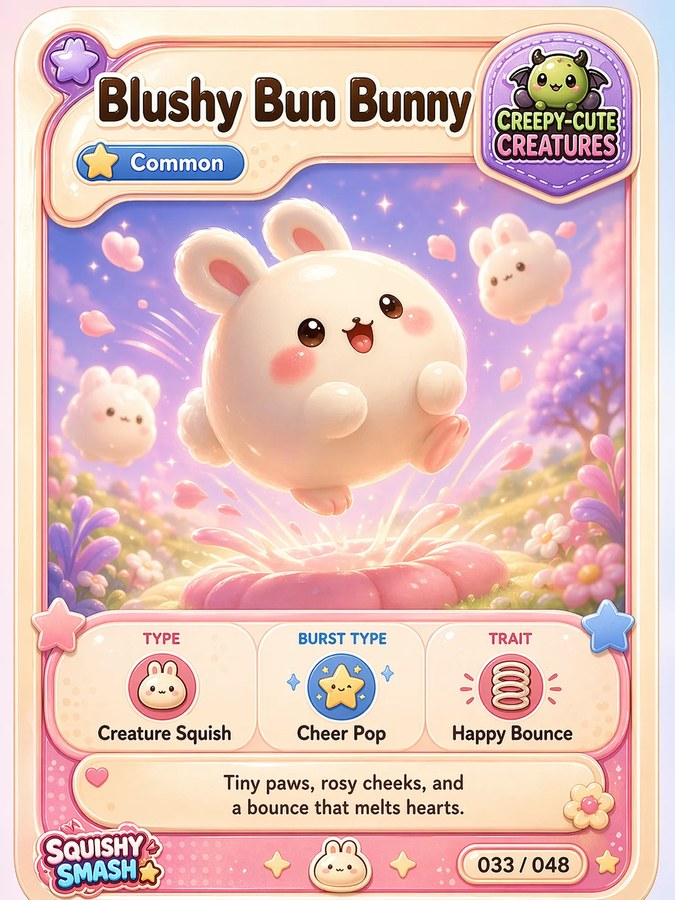 Blushy Bun Bunny
CREEPY-CUTE
CREATURES
Common
TYPE
Creature Squish
BURST TYPE
Cheer Pop
TRAIT
Happy Bounce
Tiny paws, rosy cheeks, and
a bounce that melts hearts.
SQUISHY
SMASH
033 / 048